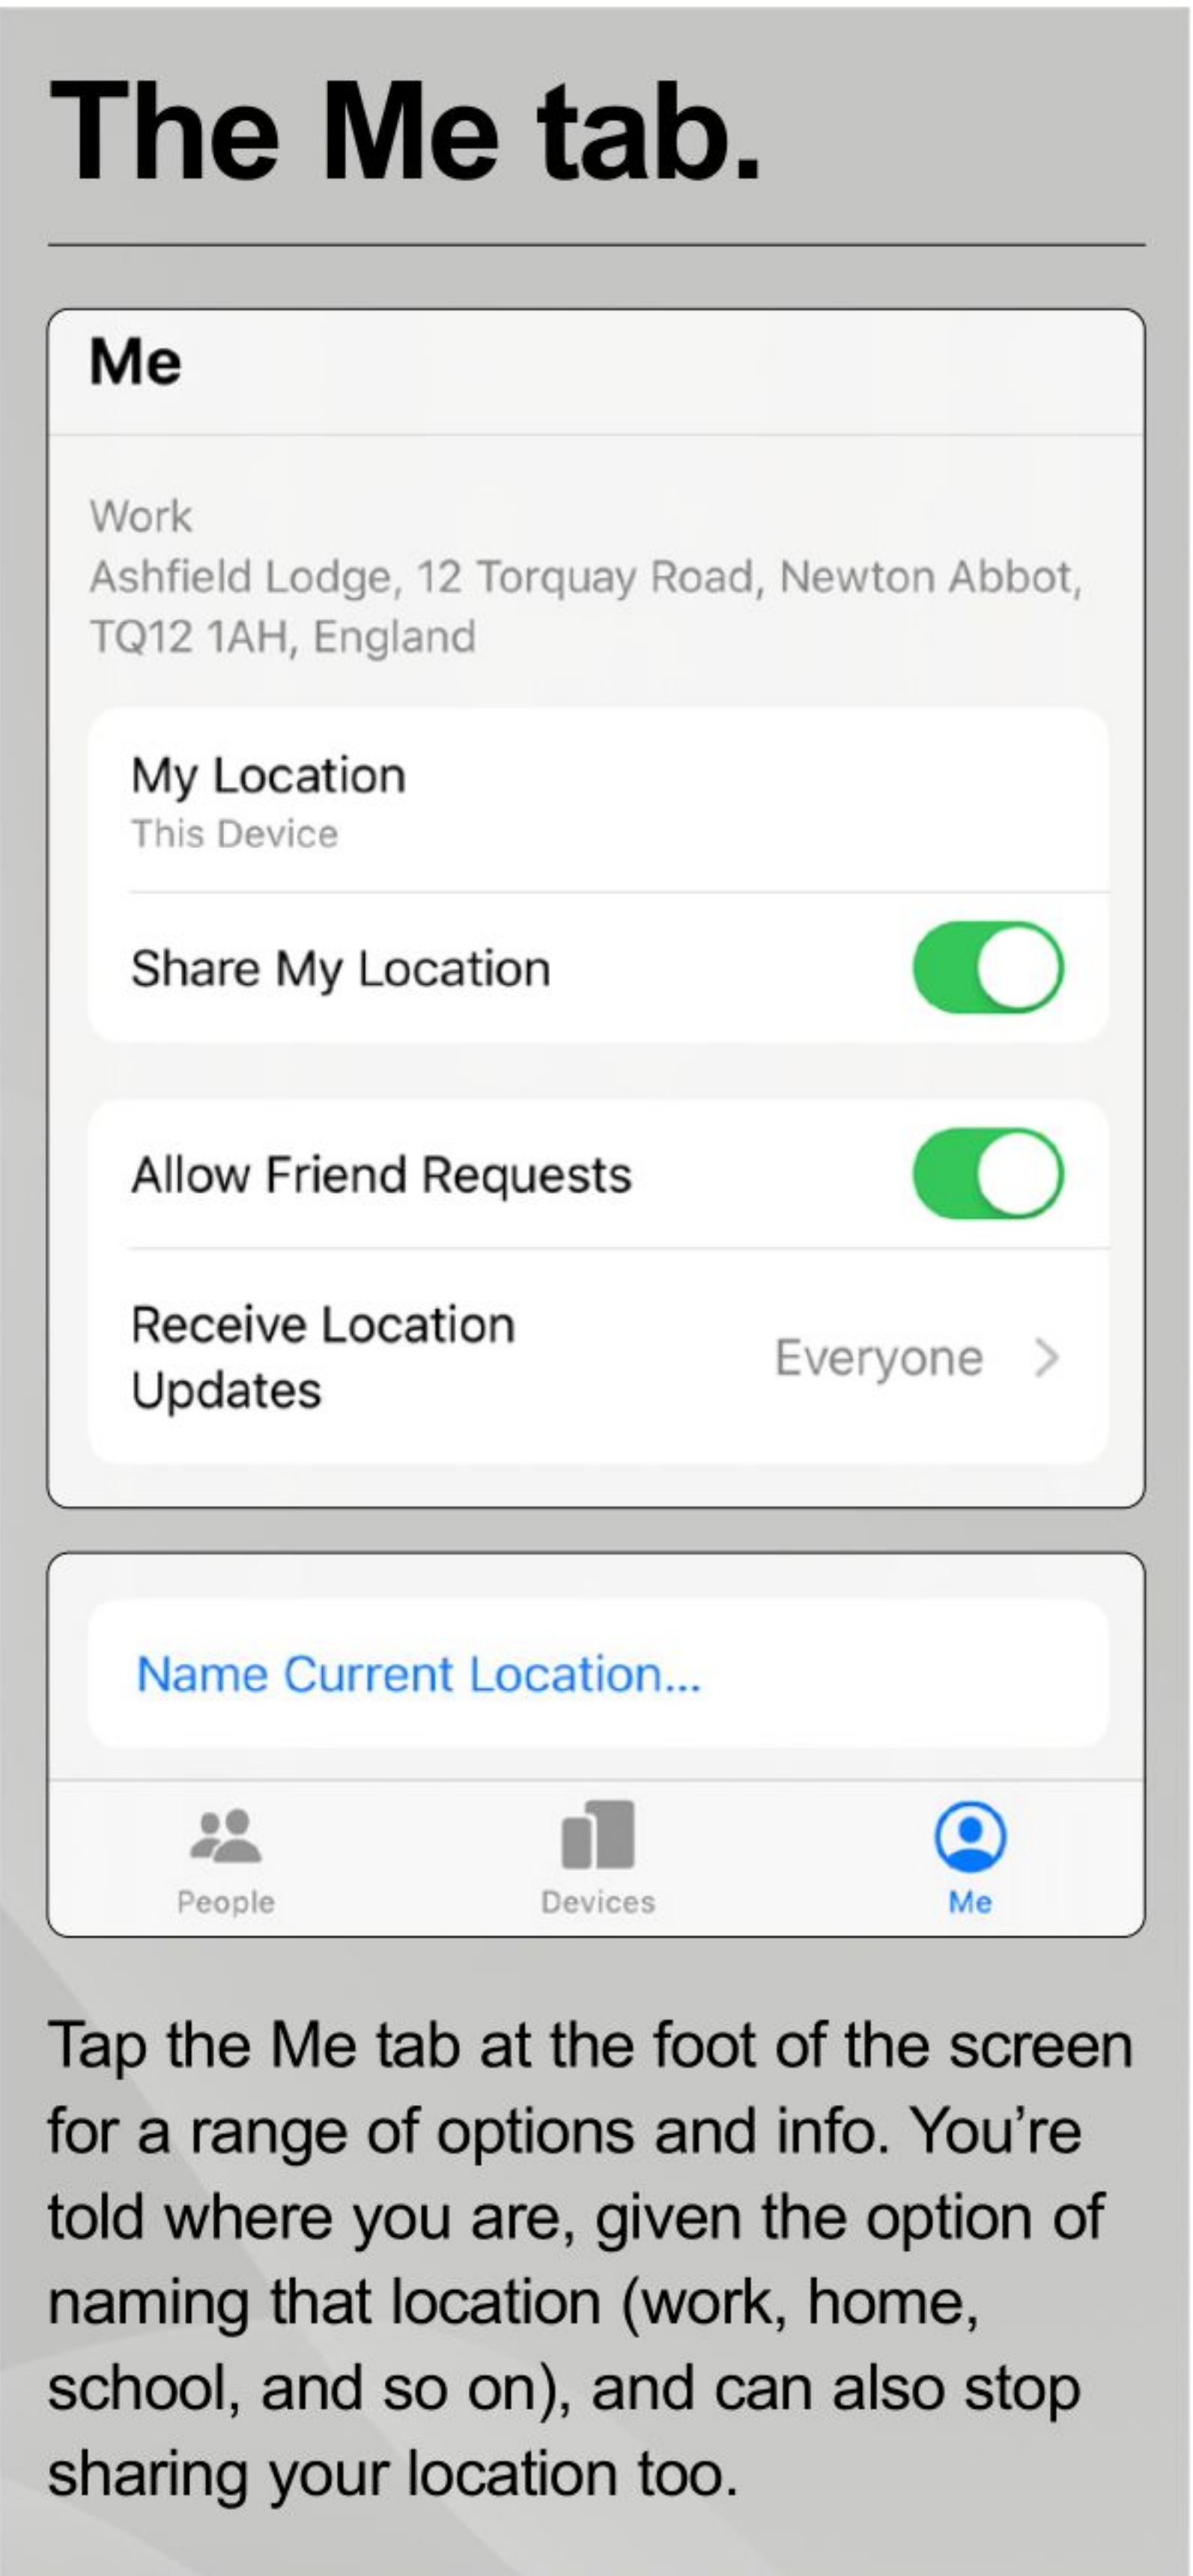 The Me tab.
Me
Work
Ashfield Lodge, 12 Torquay Road, Newton Abbot,
TQ12 1AH, England
My Location
This Device
Share My Location
Allow Friend Requests
Receive Location
Updates
Everyone
Name Current Location...
People
Devices
Me
Tap the Me tab at the foot of the screen
for a range of options and info. You’re
told where you are, given the option of
naming that location (work, home,
school, and so on), and can also stop
sharing your location too.